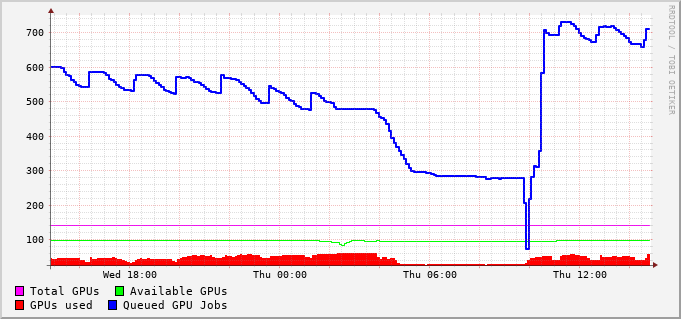 RRDTOOL / TOBI OETIKER
700
600
500
400
300
200
100
Wed 18:00 Thu 00:00 Thu 06:00 Thu 12:00
Total GPUs Available GPUs
GPUs used Queued GPU Jobs